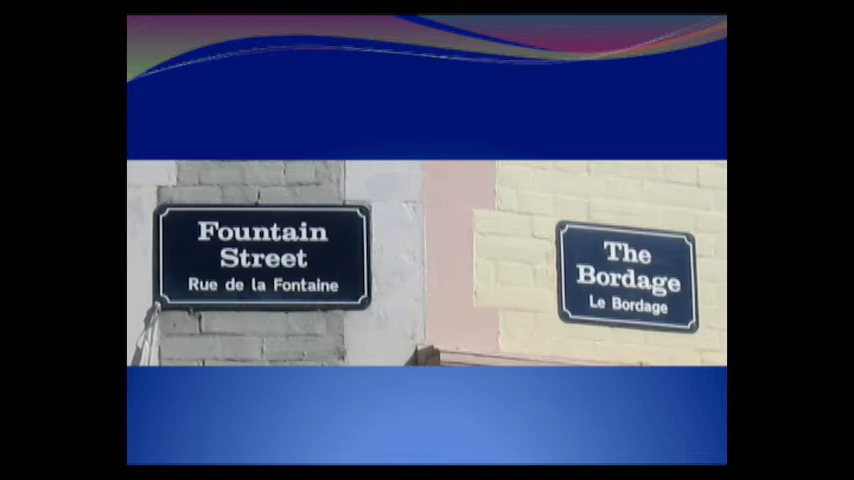 Fountain
Street
Rue de la Fontaine
The
Bordage
Le Bordage